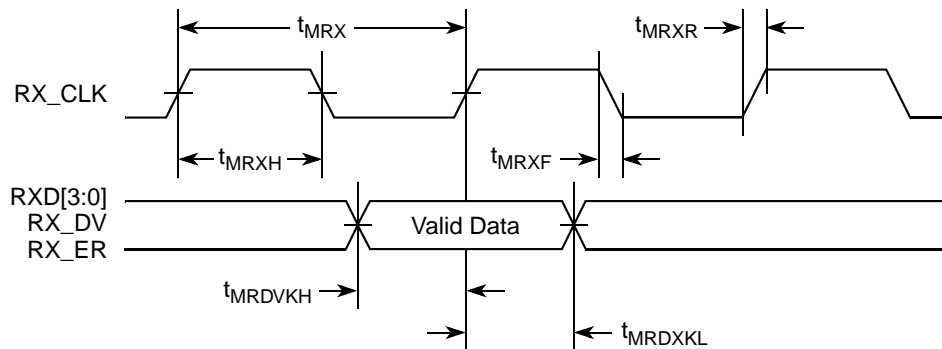 tMRX
tMRXR
RX_CLK
tMRXH
tMRXF
RXD[3:0]
RX_DV
RX_ER
Valid Data
tMRDVKH
tMRDXKL